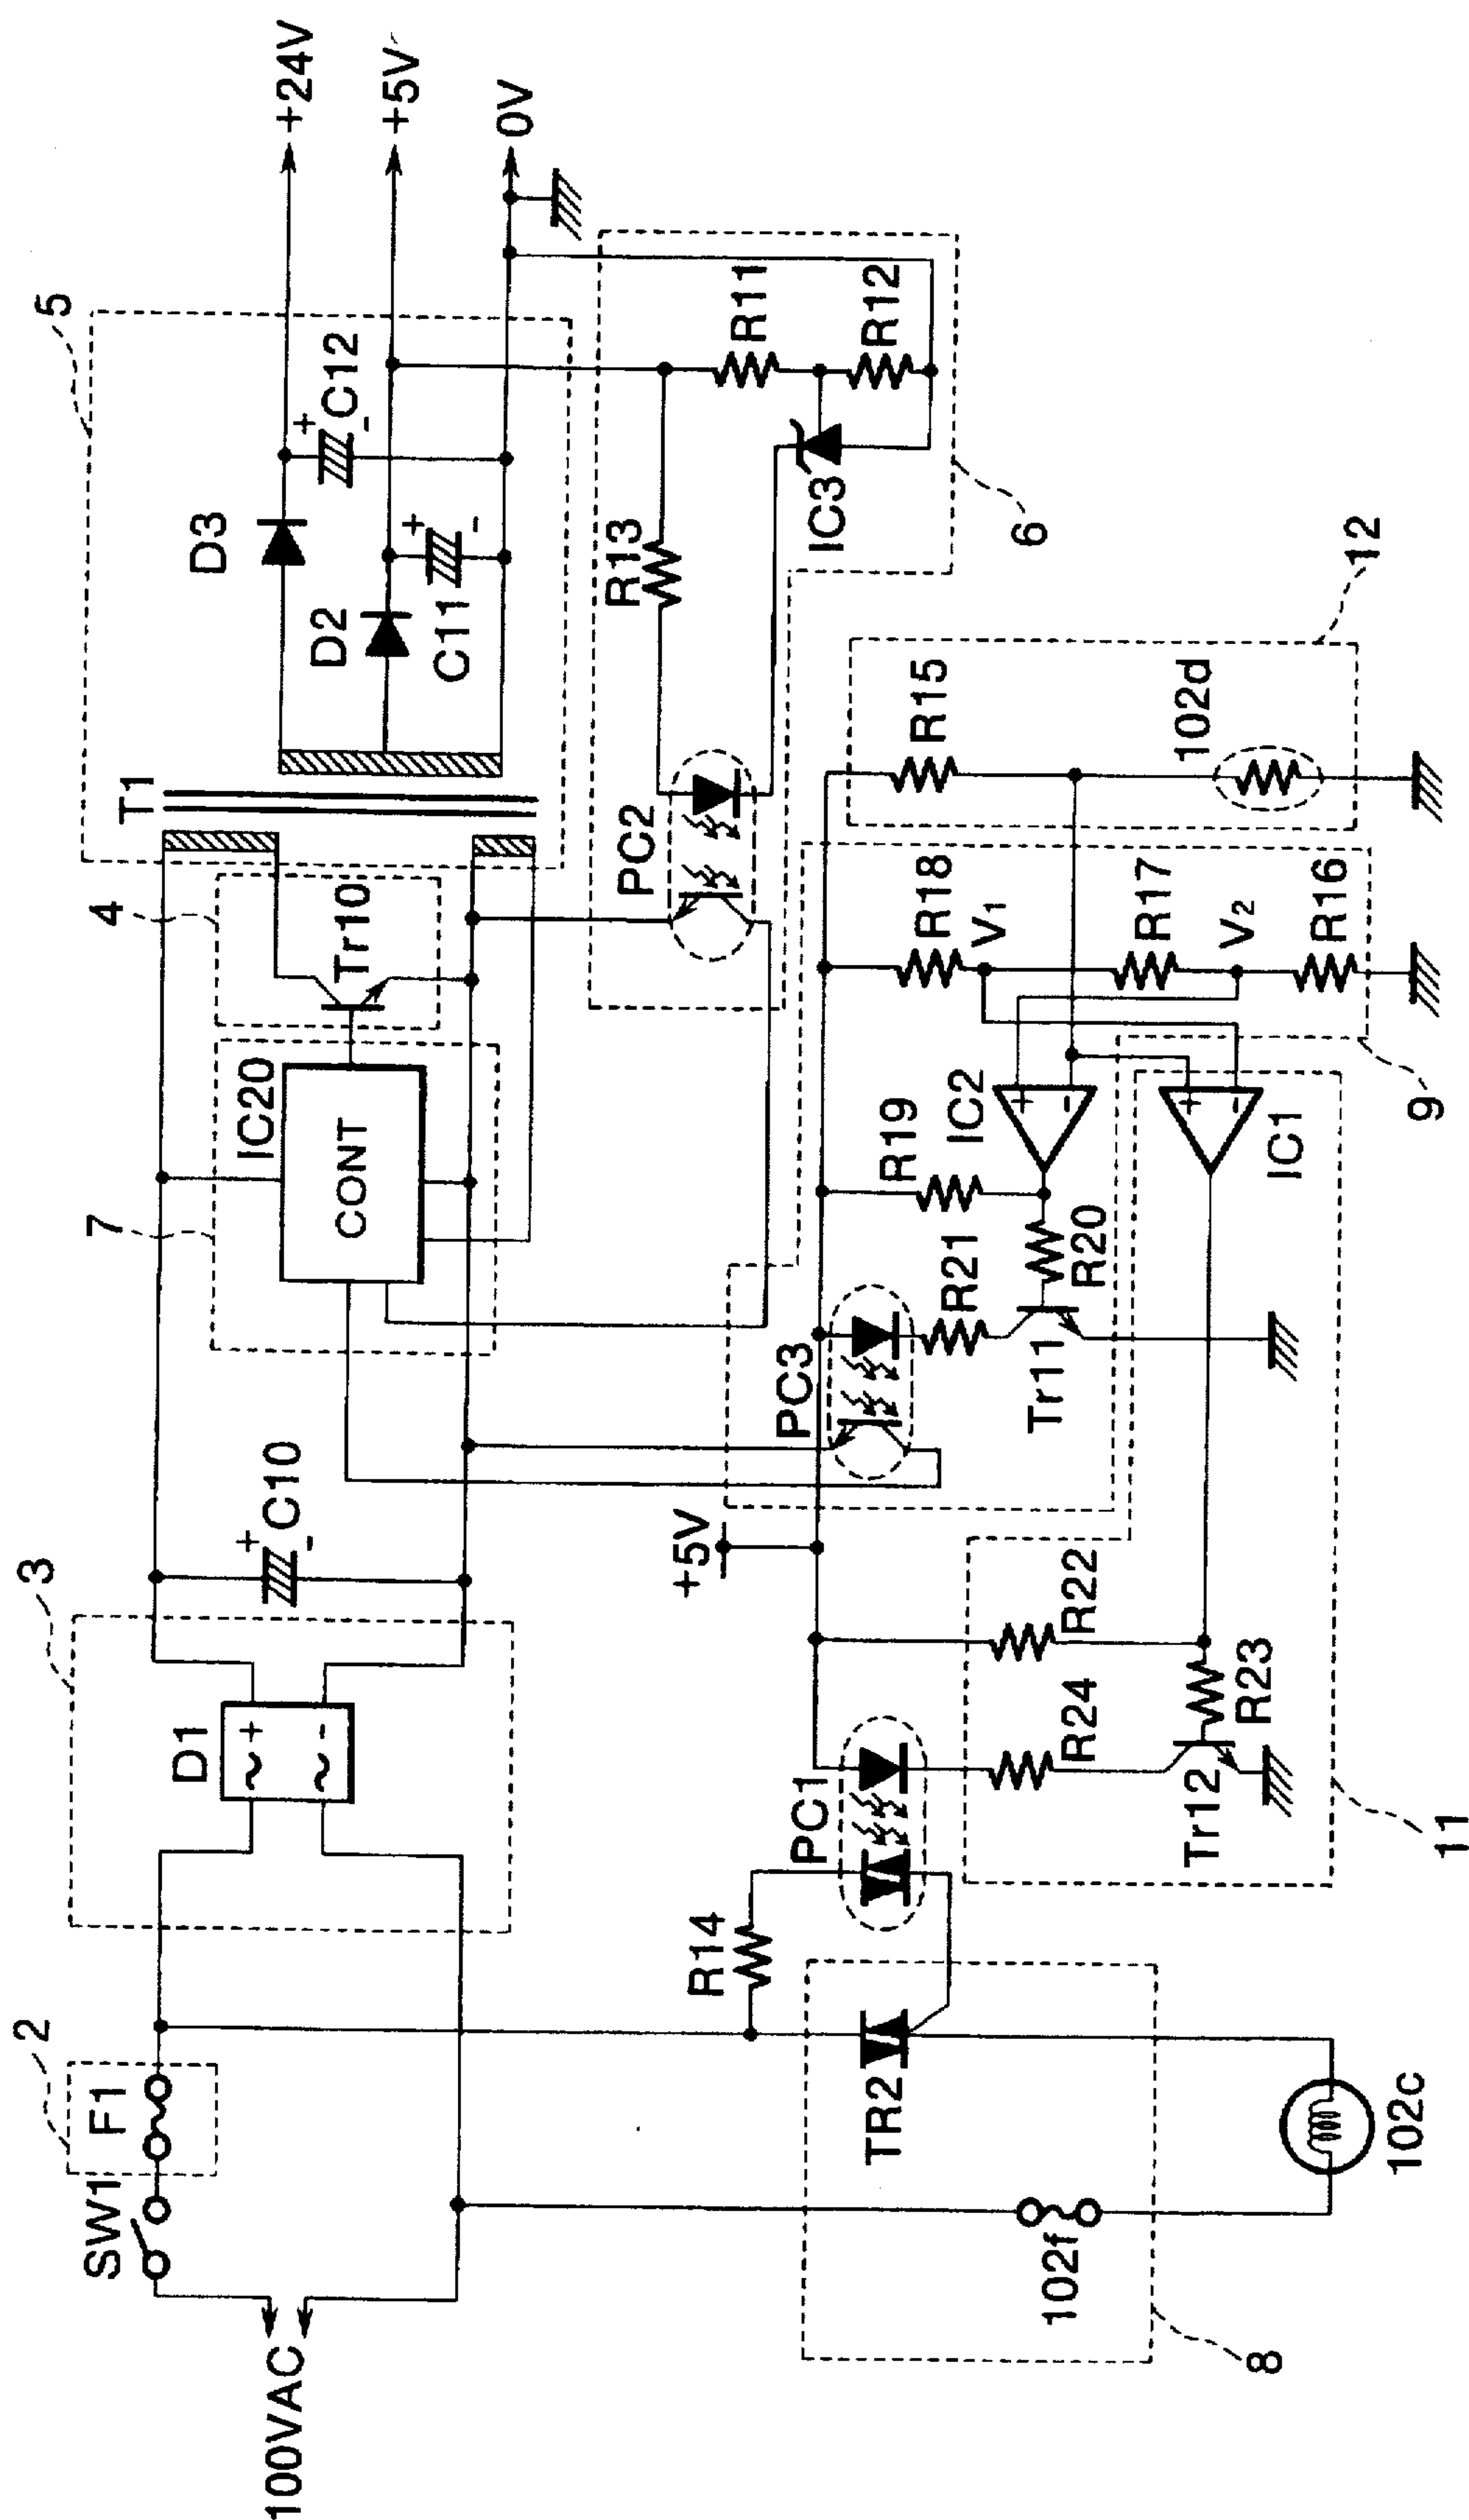 2
3
7
4
5
SW1
F1
D1
+
~
-
~
+
C10
-
IC20
CONT
Tr10
T1
D3
D2
+
C11
-
+
C12
-
+24V
+5V
0V
100VAC
R14
PC1
+5V
PC3
PC2
R13
R11
R12
IC3
6
TR2
102f
102c
8
R24
R22
Tr12
R23
11
R21
Tr11
R20
R19
IC2
+
-
+
-
IC1
9
R18
V1
R17
V2
R16
R15
102d
12